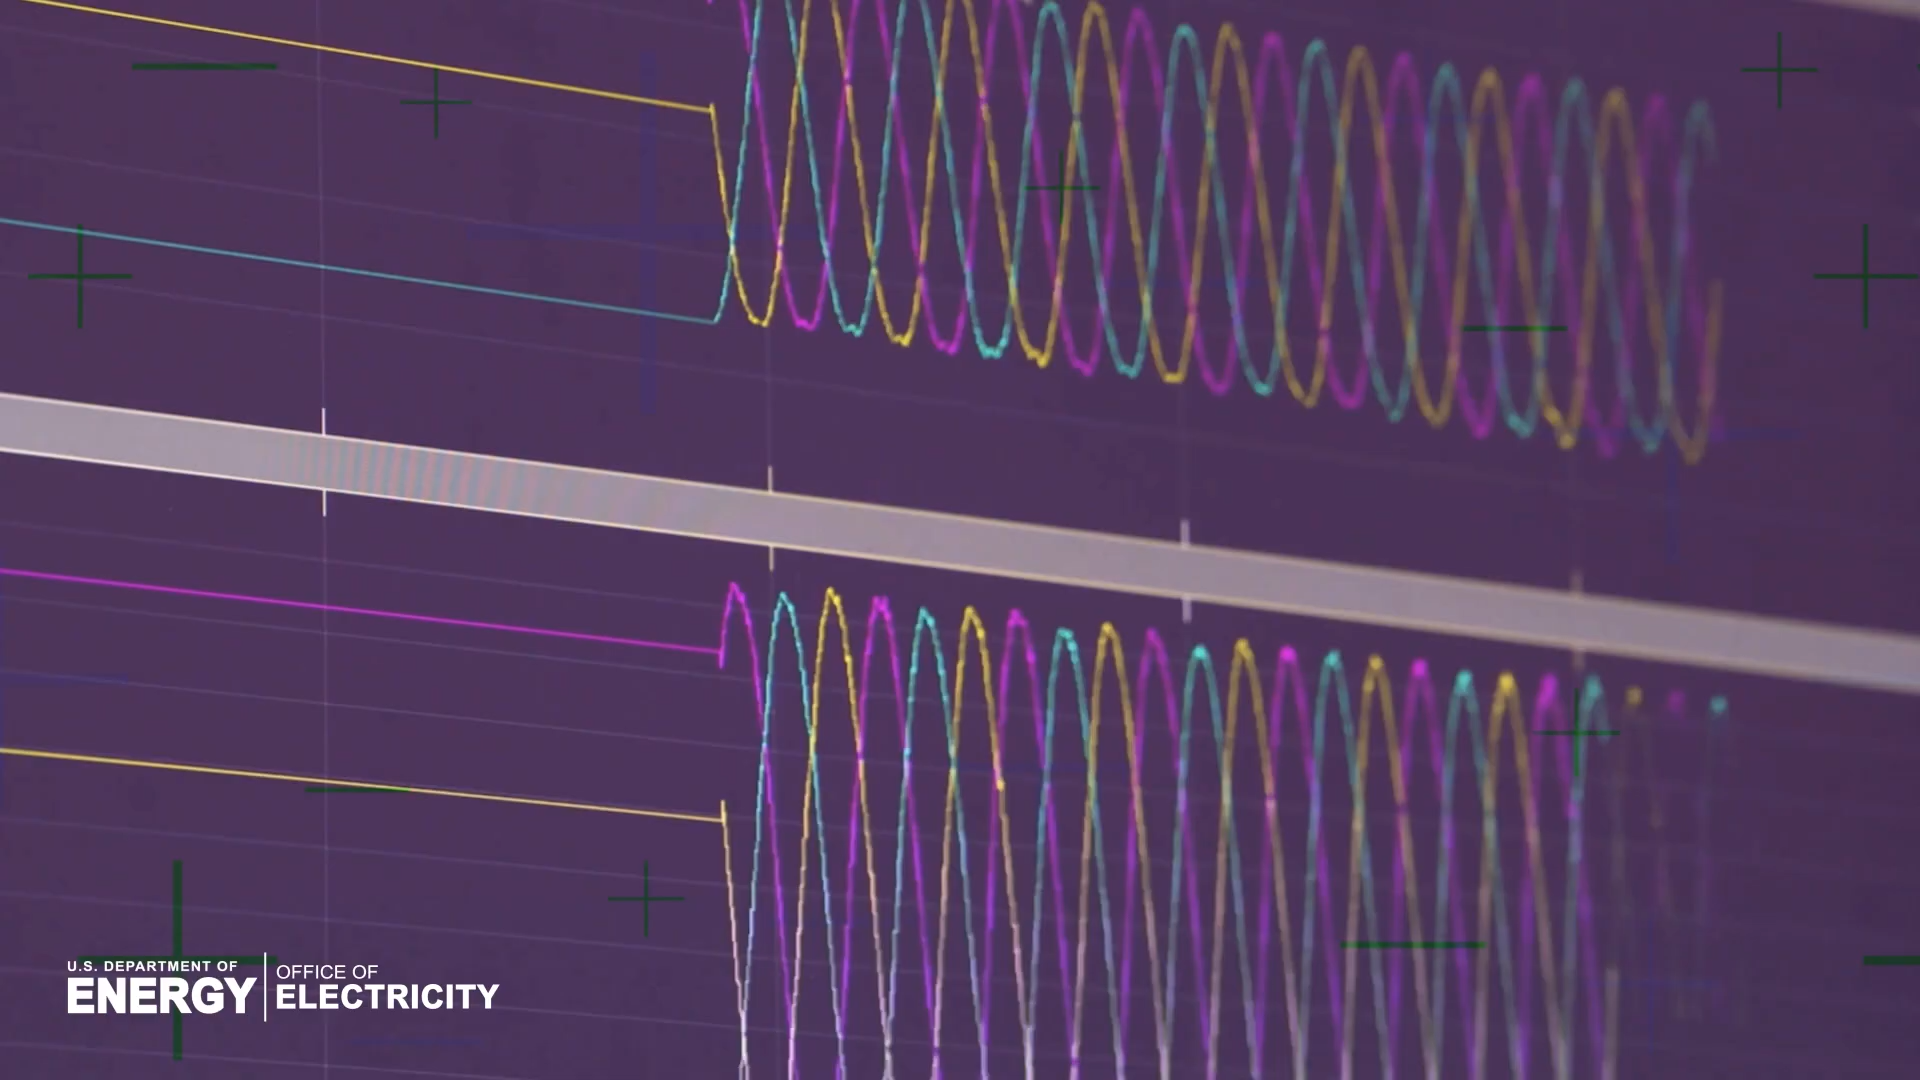 U.S. DEPARTMENT OF
ENERGY
OFFICE OF
ELECTRICITY